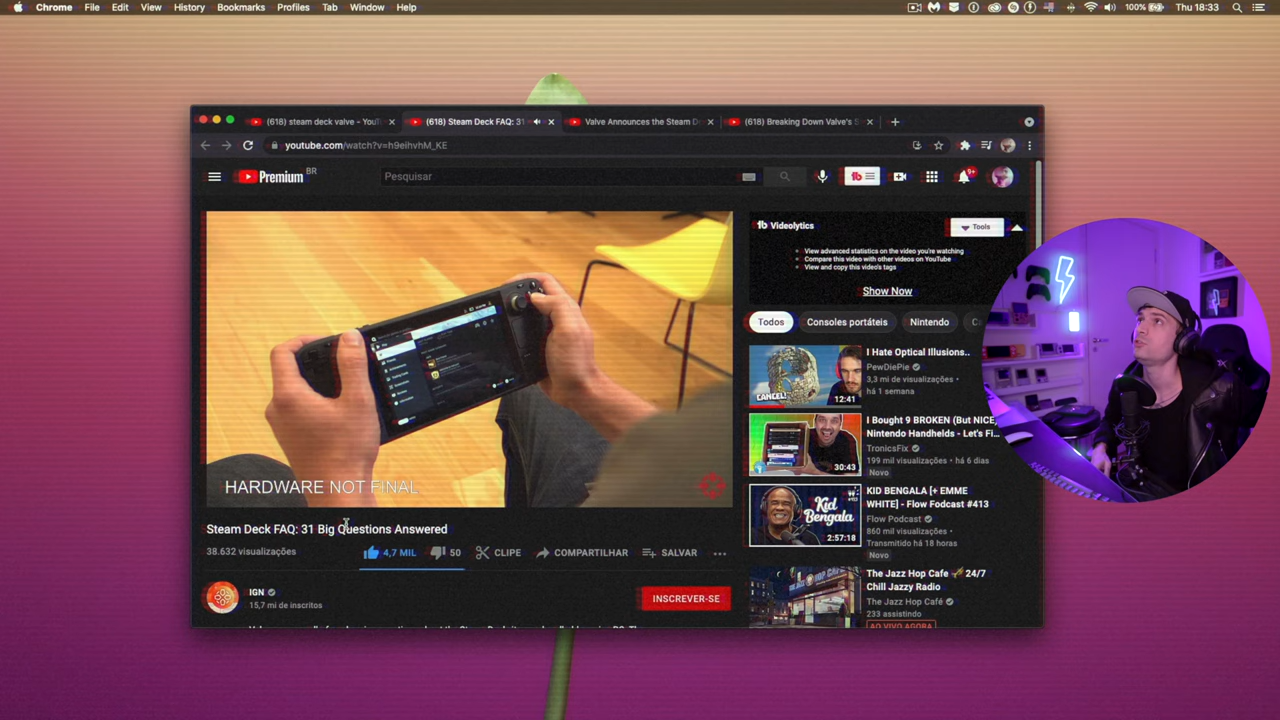 Chrome File Edit View History Bookmarks Profiles Tab Window Help
100% Thu 18:33
(618) steam deck valve - YouT
(618) Steam Deck FAQ: 31
Valve Announces the Steam D
(618) Breaking Down Valve's S
youtube.com/watch?v=h9eihvhM_KE
Premium BR
Pesquisar
9+
HARDWARE NOT FINAL
Steam Deck FAQ: 31 Big Questions Answered
38.632 visualizações
4,7 MIL 50 CLIPE COMPARTILHAR SALVAR
IGN
15,7 mi de inscritos
INSCREVER-SE
Videolytics
Tools
View advanced statistics on the video you're watching
Compare this video with other videos on YouTube
View and copy this video's tags
Show Now
Todos Consoles portáteis Nintendo
CANCEL!
12:41
I Hate Optical Illusions..
PewDiePie
3,3 mi de visualizações •
há 1 semana
30:43
I Bought 9 BROKEN (But NICE
Nintendo Handhelds - Let's Fi...
TronicsFix
199 mil visualizações • há 6 dias
Novo
Kid
Bengala
2:57:18
KID BENGALA [+ EMME
WHITE] - Flow Podcast #413
Flow Podcast
860 mil visualizações •
Transmitido há 18 horas
Novo
The Jazz Hop Cafe 24/7
Chill Jazzy Radio
The Jazz Hop Café
233 assistindo
AO VIVO AGORA